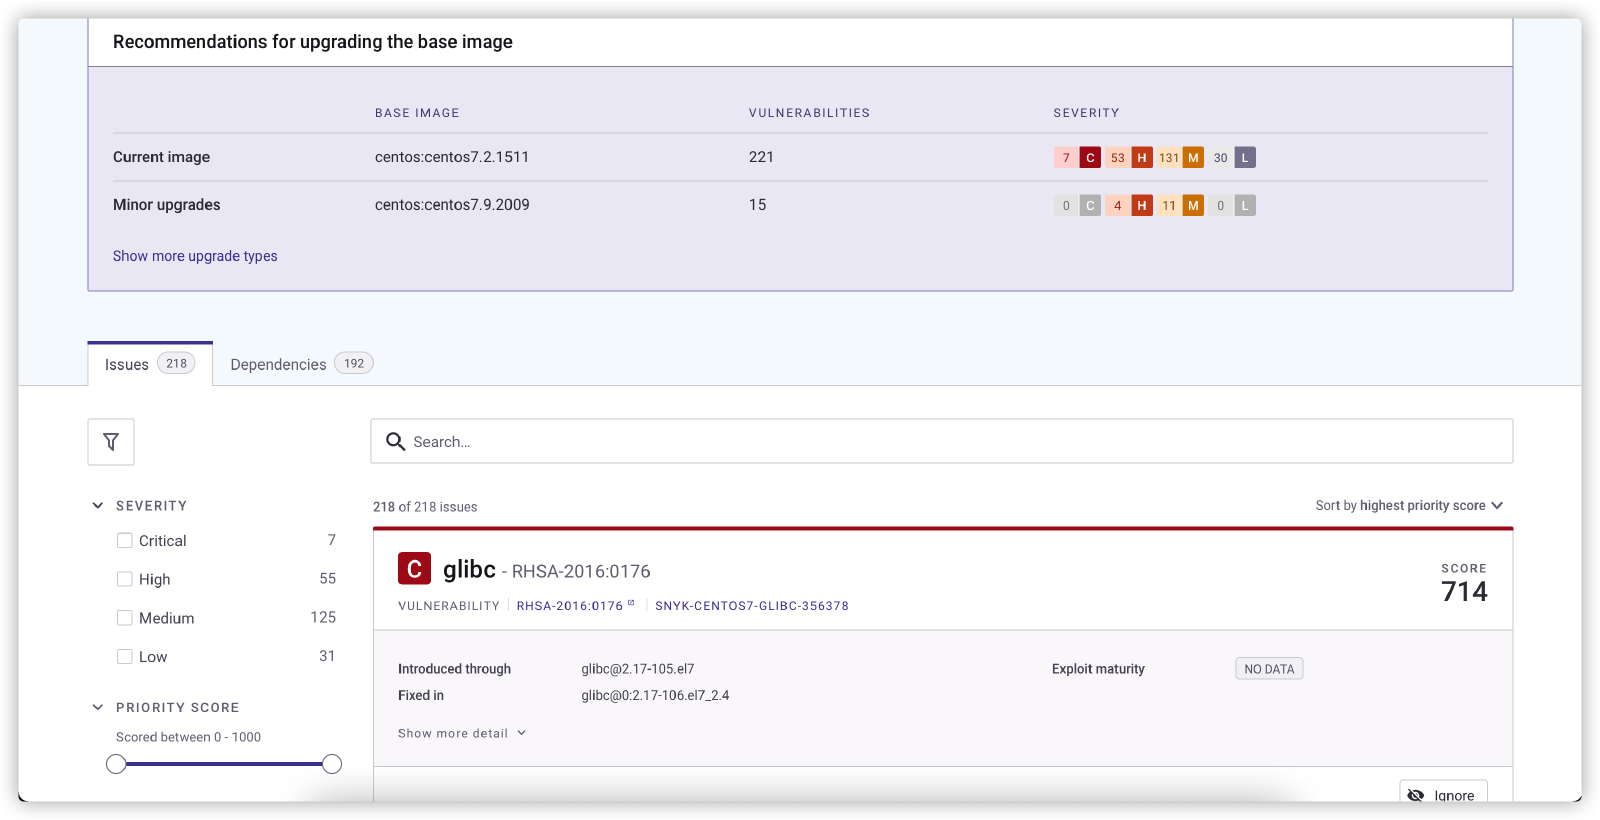 Recommendations for upgrading the base image
BASE IMAGE VULNERABILITIES SEVERITY
Current image centos:centos7.2.1511 221 7 C 53 H 131 M 30 L
Minor upgrades centos:centos7.9.2009 15 0 C 4 H 11 M 0 L
Show more upgrade types
Issues 218 Dependencies 192
Search...
SEVERITY
Critical 7
High 55
Medium 125
Low 31
PRIORITY SCORE
Scored between 0 - 1000
218 of 218 issues Sort by highest priority score
C glibc - RHSA-2016:0176
SCORE
714
VULNERABILITY RHSA-2016:0176 SNYK-CENTOS7-GLIBC-356378
Introduced through glibc@2.17-105.el7 Exploit maturity NO DATA
Fixed in glibc@0:2.17-106.el7_2.4
Show more detail
Ignore